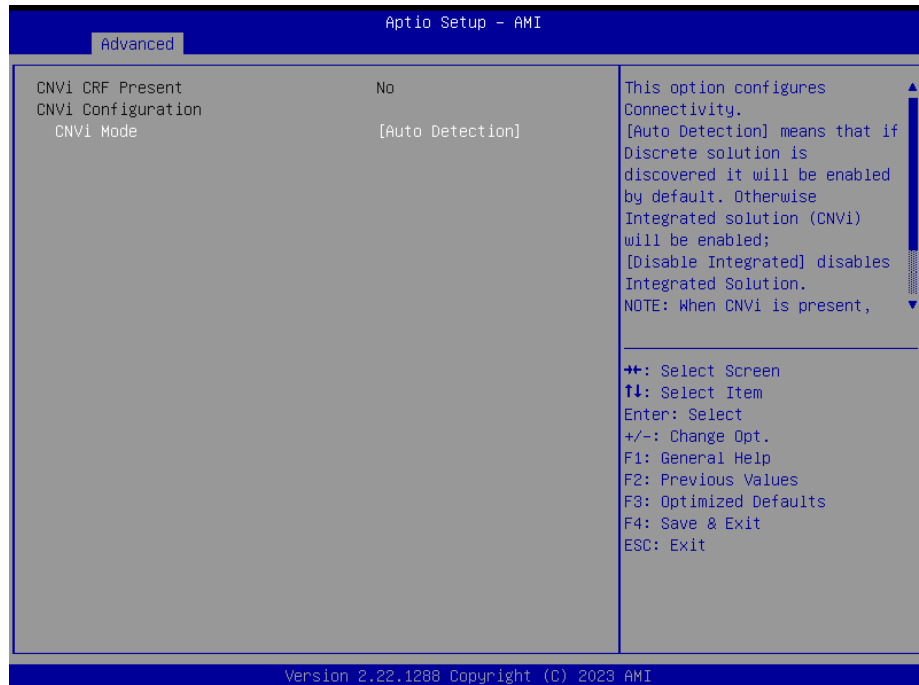 Aptio Setup – AMI
Advanced
CNVi CRF Present No
CNVi Configuration
CNVi Mode [Auto Detection]
This option configures
Connectivity.
[Auto Detection] means that if
Discrete solution is
discovered it will be enabled
by default. Otherwise
Integrated solution (CNVi)
will be enabled;
[Disable Integrated] disables
Integrated Solution.
NOTE: When CNVi is present,
→←: Select Screen
↑↓: Select Item
Enter: Select
+/-: Change Opt.
F1: General Help
F2: Previous Values
F3: Optimized Defaults
F4: Save & Exit
ESC: Exit
Version 2.22.1288 Copyright (C) 2023 AMI